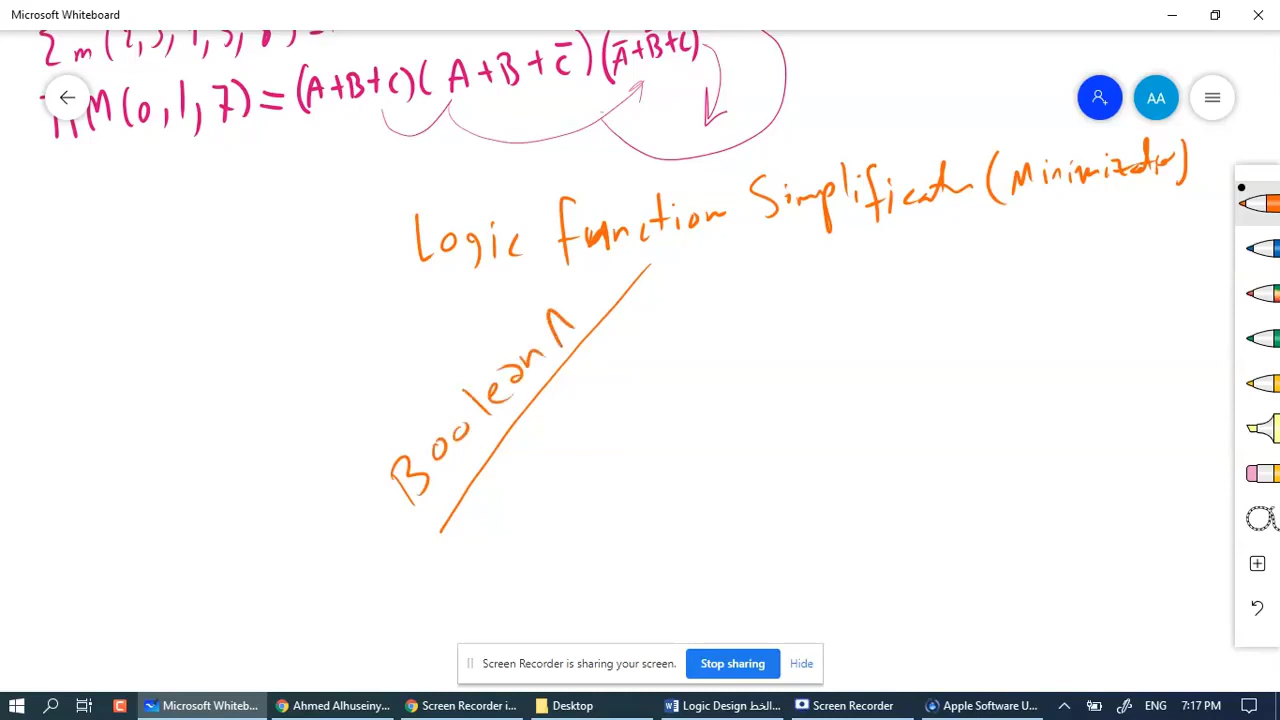 Microsoft Whiteboard
ΠM(0,1,7) = (A+B+C)(A+B+C̄)(Ā+B̄+C̄)
AA
Logic function Simplification (Minimization)
Boolean A
Screen Recorder is sharing your screen. Stop sharing Hide
Microsoft Whiteb... Ahmed Alhuseiny... Screen Recorder i... Desktop Logic Design الخط... Screen Recorder Apple Software U... ENG 7:17 PM